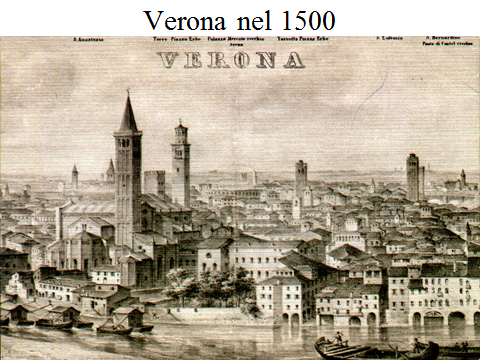 Verona nel 1500
S. Anastasia Torre Piazza Erbe Palazzo Mercato vecchio Torretta Piazza Erbe S. Bernardino
Arena Ponte di Castel vecchio
VERONA